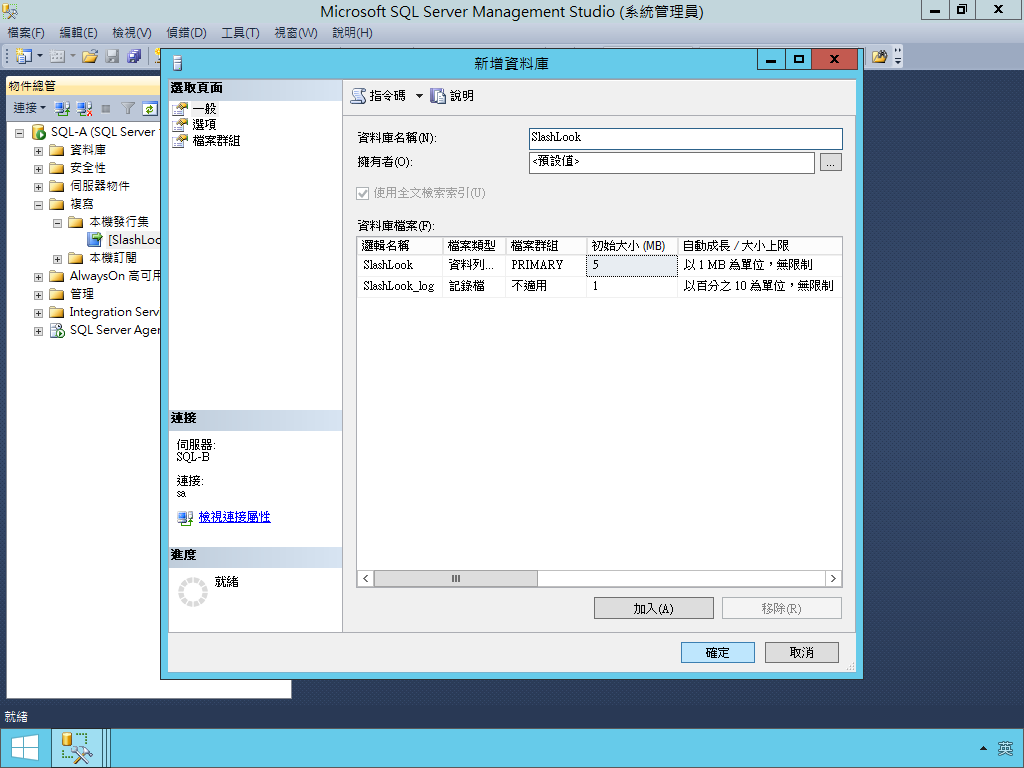 Microsoft SQL Server Management Studio (系統管理員)
檔案(F) 編輯(E) 檢視(V) 偵錯(D) 工具(T) 視窗(W) 說明(H)
物件總管
連接
SQL-A (SQL Server
資料庫
安全性
伺服器物件
複寫
本機發行集
[SlashLoo
本機訂閱
AlwaysOn 高可用
管理
Integration Serv
SQL Server Agen
新增資料庫
選取頁面
一般
選項
檔案群組
指令碼 說明
資料庫名稱(N): SlashLook
擁有者(O): <預設值> ...
使用全文檢索索引(U)
資料庫檔案(F):
邏輯名稱 檔案類型 檔案群組 初始大小 (MB) 自動成長 / 大小上限
SlashLook 資料列... PRIMARY 5 以 1 MB 為單位，無限制
SlashLook_log 記錄檔 不適用 1 以百分之 10 為單位，無限制
連接
伺服器:
SQL-B
連接:
sa
檢視連接屬性
進度
就緒
加入(A) 移除(R)
確定 取消
就緒
英